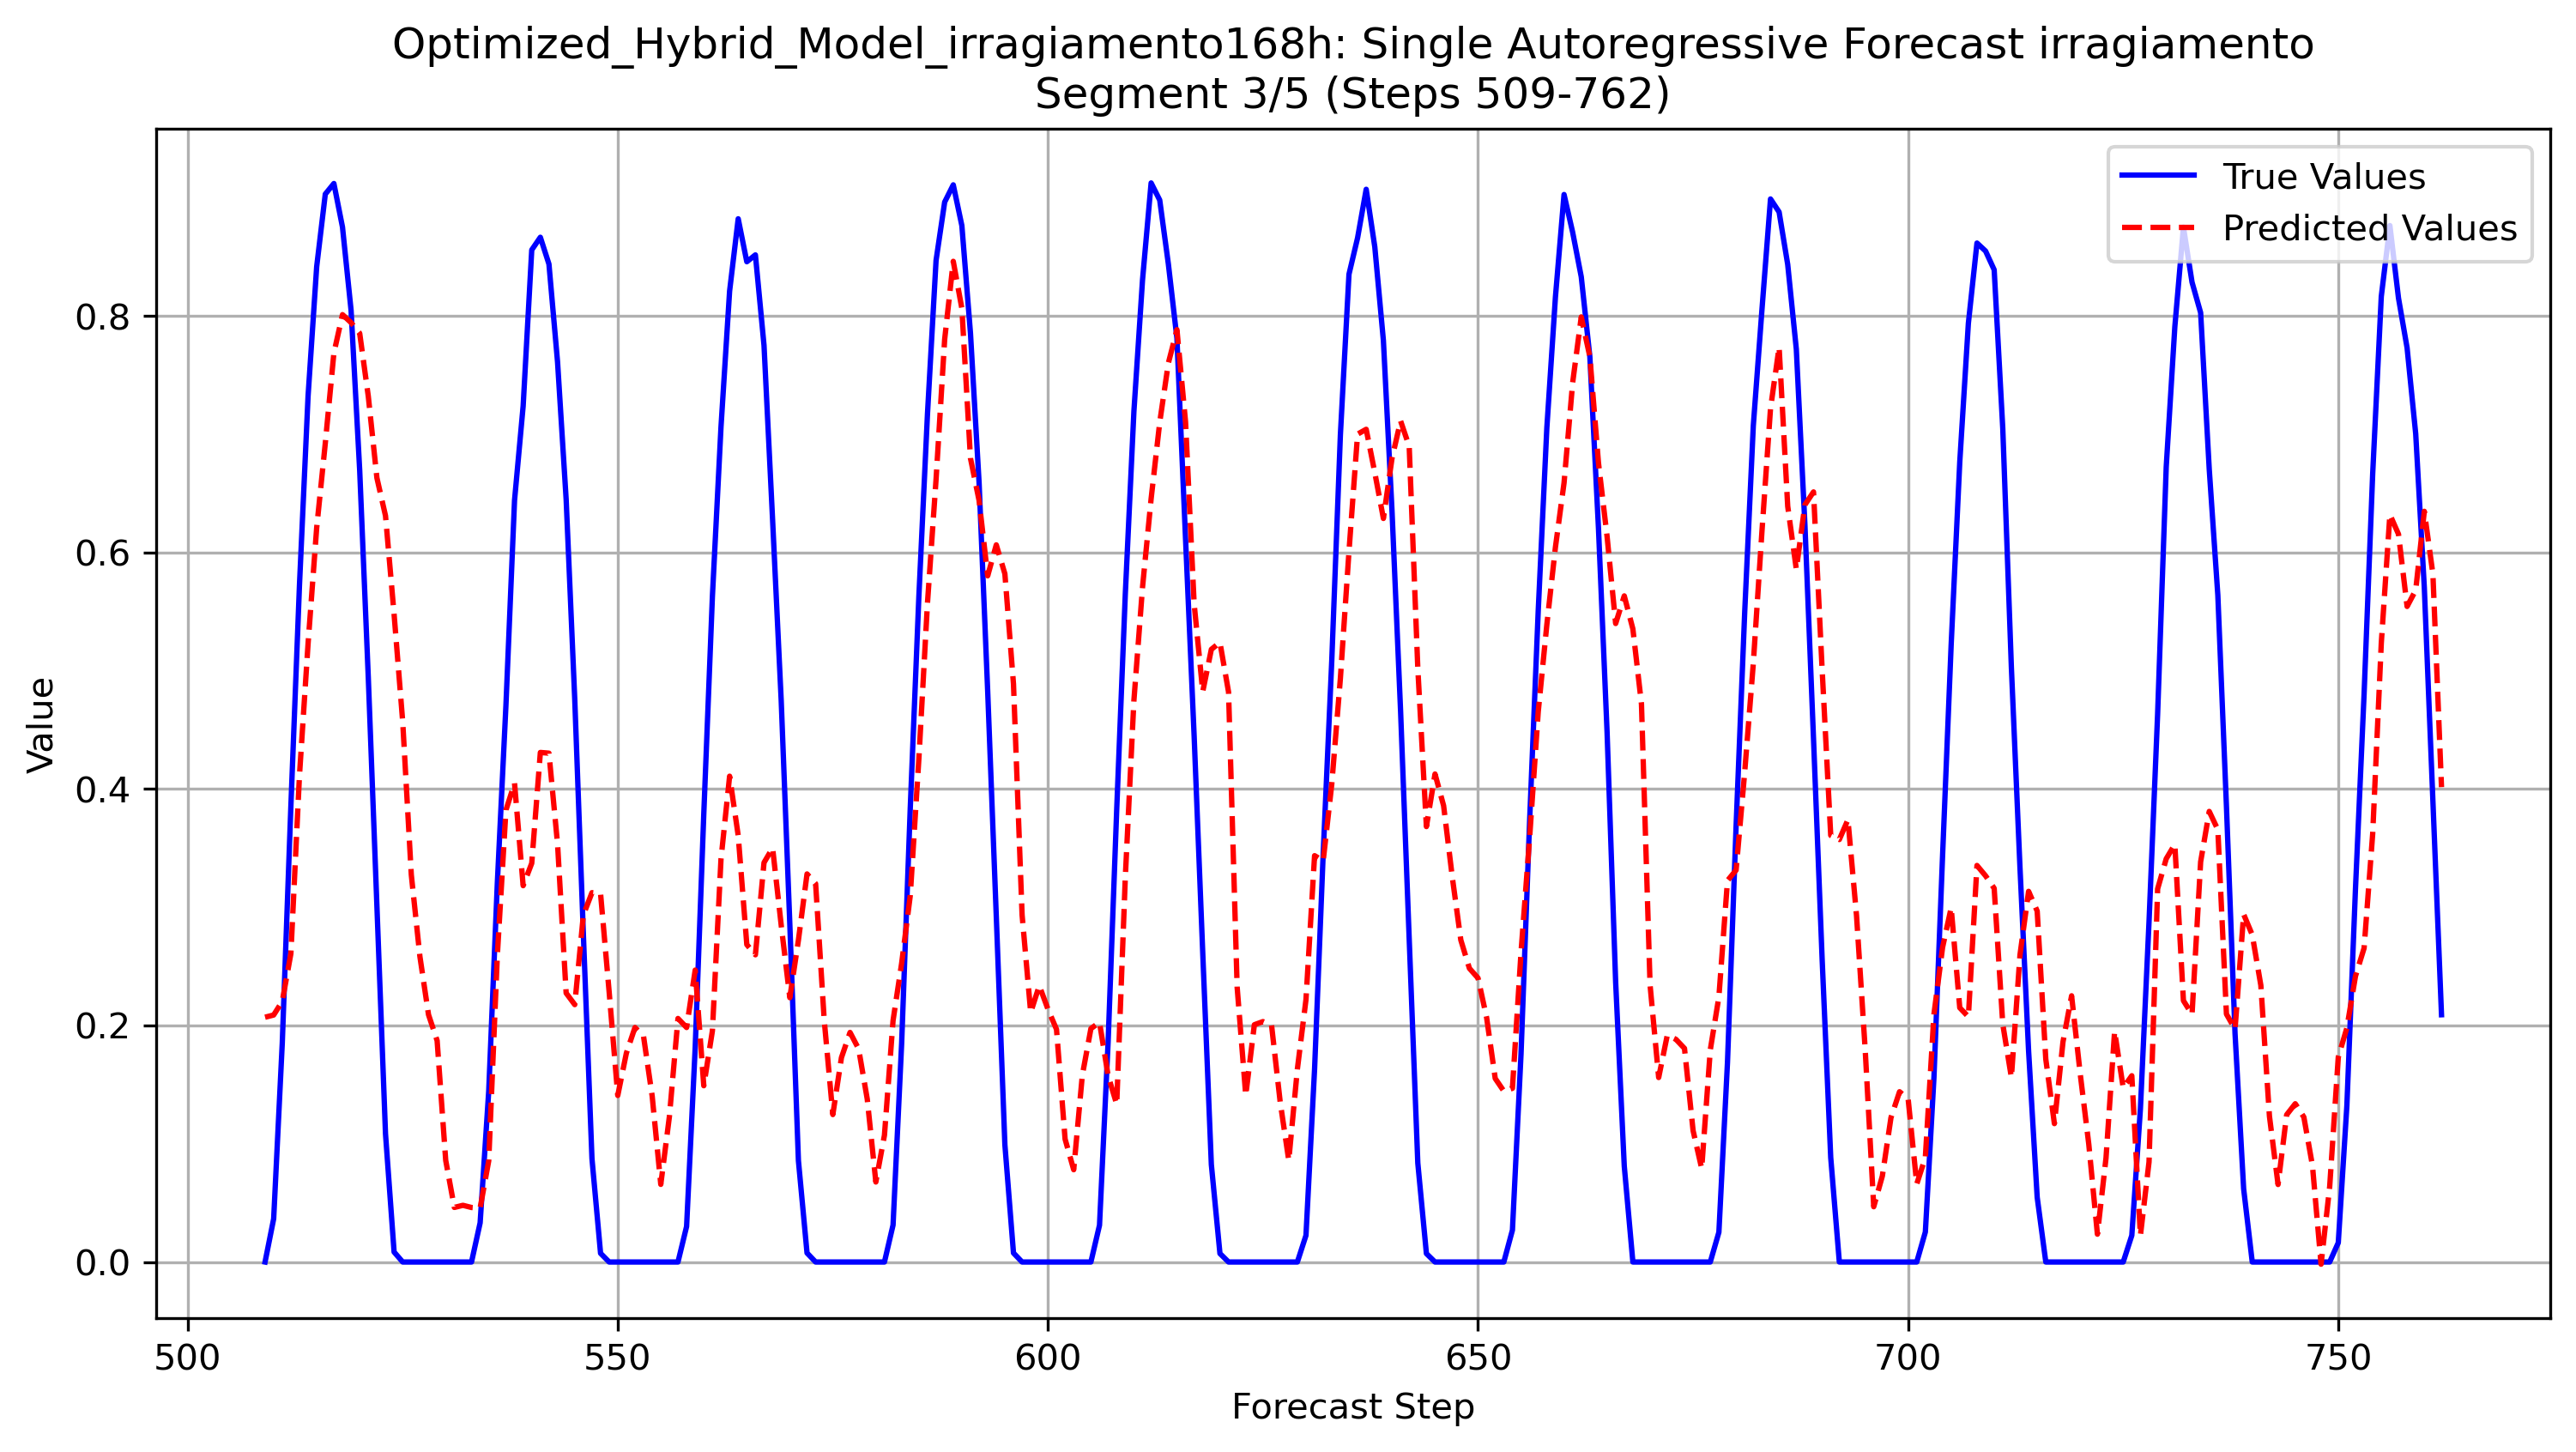 Optimized_Hybrid_Model_irragiamento168h: Single Autoregressive Forecast irragiamento
Segment 3/5 (Steps 509-762)
True Values
Predicted Values
Value
0.8
0.6
0.4
0.2
0.0
500 550 600 650 700 750
Forecast Step